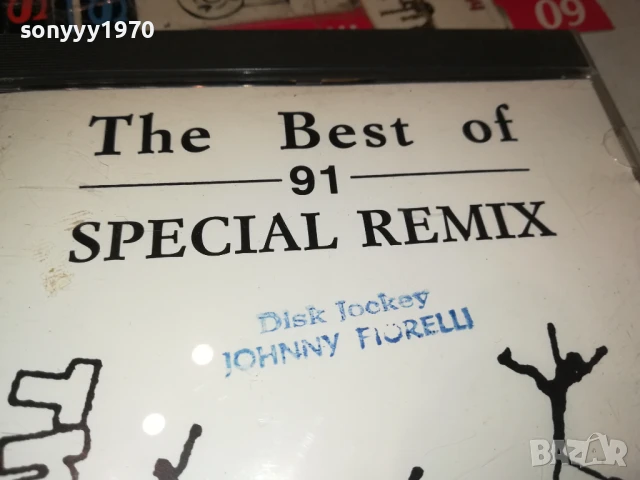 sonyyy1970
09
The Best of
91
SPECIAL REMIX
Disk Jockey
JOHNNY FIORELLI
BAZAR